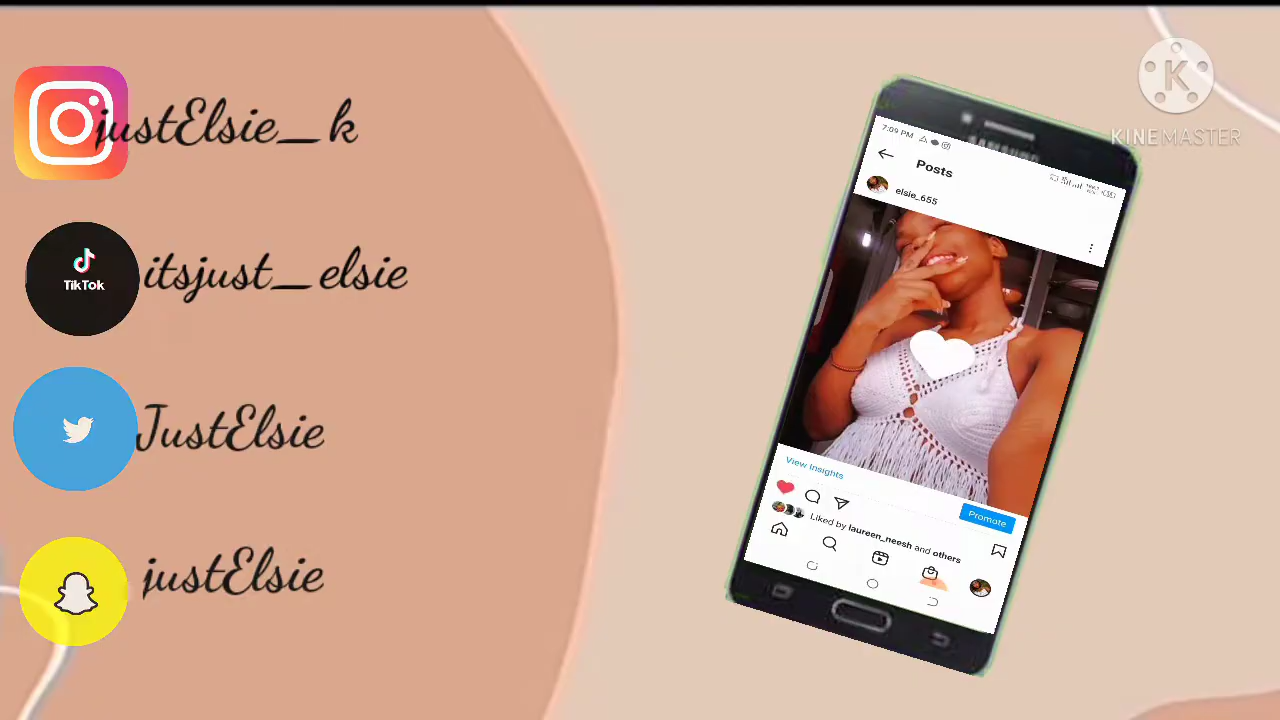 justElsie_k
TikTok
itsjust_elsie
JustElsie
justElsie
KINEMASTER
SAMSUNG
7:09 PM
Posts
elsie_655
View Insights
Promote
Liked by laureen_neesh and others